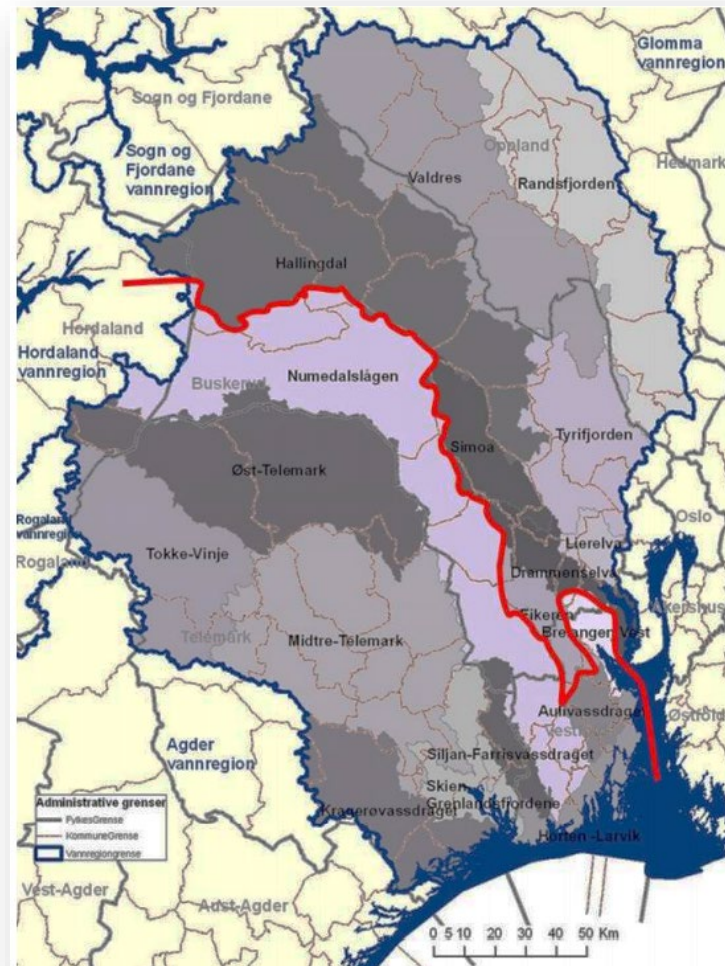 Glomma
vannregion
Sogn og Fjordane
Oppland
Hedmark
Sogn og
Fjordane
vannregion
Valdres
Randsfjorden
Hallingdal
Hordaland
Hordaland
vannregion
Numedalslågen
Buskerud
Tyrifjorden
Simoa
Øst-Telemark
Rogaland
vannregion
Oslo
Rogaland
Tokke-Vinje
Lierelva
Drammenselva
Akershus
Telemark
Midtre-Telemark
Eikeren
Breiangen Vest
Aulivassdraget
Østfold
Agder
vannregion
Siljan-Farrisvassdraget
Skien-
Grenlandsfjordene
Administrative grenser
FylkesGrense
KommuneGrense
Vannregiongrense
Kragerøvassdraget
Horten -Larvik
Vest-Agder
Aust-Agder
0 5 10 20 30 40 50 Km